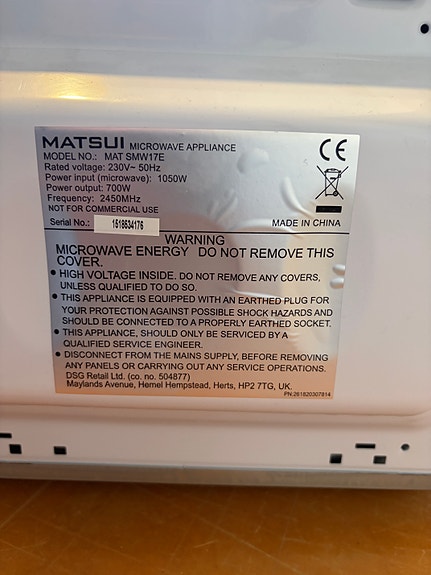 MATSUI MICROWAVE APPLIANCE
MODEL NO.: MAT SMW17E
Rated voltage: 230V~ 50Hz
Power input (microwave): 1050W
Power output: 700W
Frequency: 2450MHz
NOT FOR COMMERCIAL USE
CE
Serial No.: 1518534176 MADE IN CHINA
WARNING
MICROWAVE ENERGY DO NOT REMOVE THIS
COVER.
• HIGH VOLTAGE INSIDE. DO NOT REMOVE ANY COVERS,
UNLESS QUALIFIED TO DO SO.
• THIS APPLIANCE IS EQUIPPED WITH AN EARTHED PLUG FOR
YOUR PROTECTION AGAINST POSSIBLE SHOCK HAZARDS AND
SHOULD BE CONNECTED TO A PROPERLY EARTHED SOCKET.
• THIS APPLIANCE, SHOULD ONLY BE SERVICED BY A
QUALIFIED SERVICE ENGINEER.
• DISCONNECT FROM THE MAINS SUPPLY, BEFORE REMOVING
ANY PANELS OR CARRYING OUT ANY SERVICE OPERATIONS.
DSG Retail Ltd. (co. no. 504877)
Maylands Avenue, Hemel Hempstead, Herts, HP2 7TG, UK.
PN:261820307814